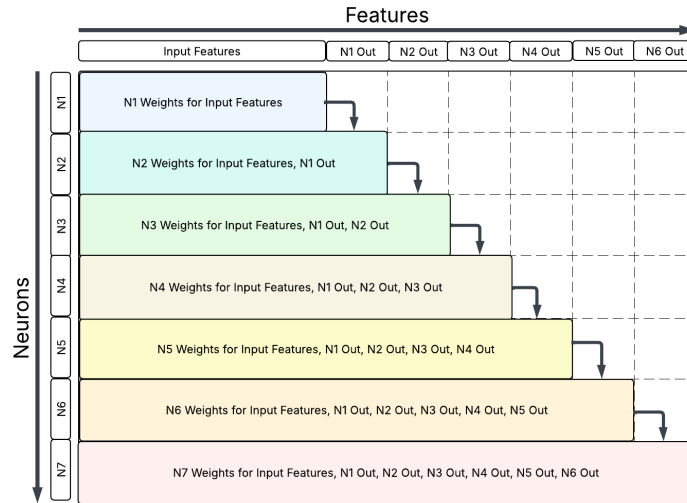 Features
Input Features N1 Out N2 Out N3 Out N4 Out N5 Out N6 Out
Neurons
N1 N1 Weights for Input Features
N2 N2 Weights for Input Features, N1 Out
N3 N3 Weights for Input Features, N1 Out, N2 Out
N4 N4 Weights for Input Features, N1 Out, N2 Out, N3 Out
N5 N5 Weights for Input Features, N1 Out, N2 Out, N3 Out, N4 Out
N6 N6 Weights for Input Features, N1 Out, N2 Out, N3 Out, N4 Out, N5 Out
N7 N7 Weights for Input Features, N1 Out, N2 Out, N3 Out, N4 Out, N5 Out, N6 Out